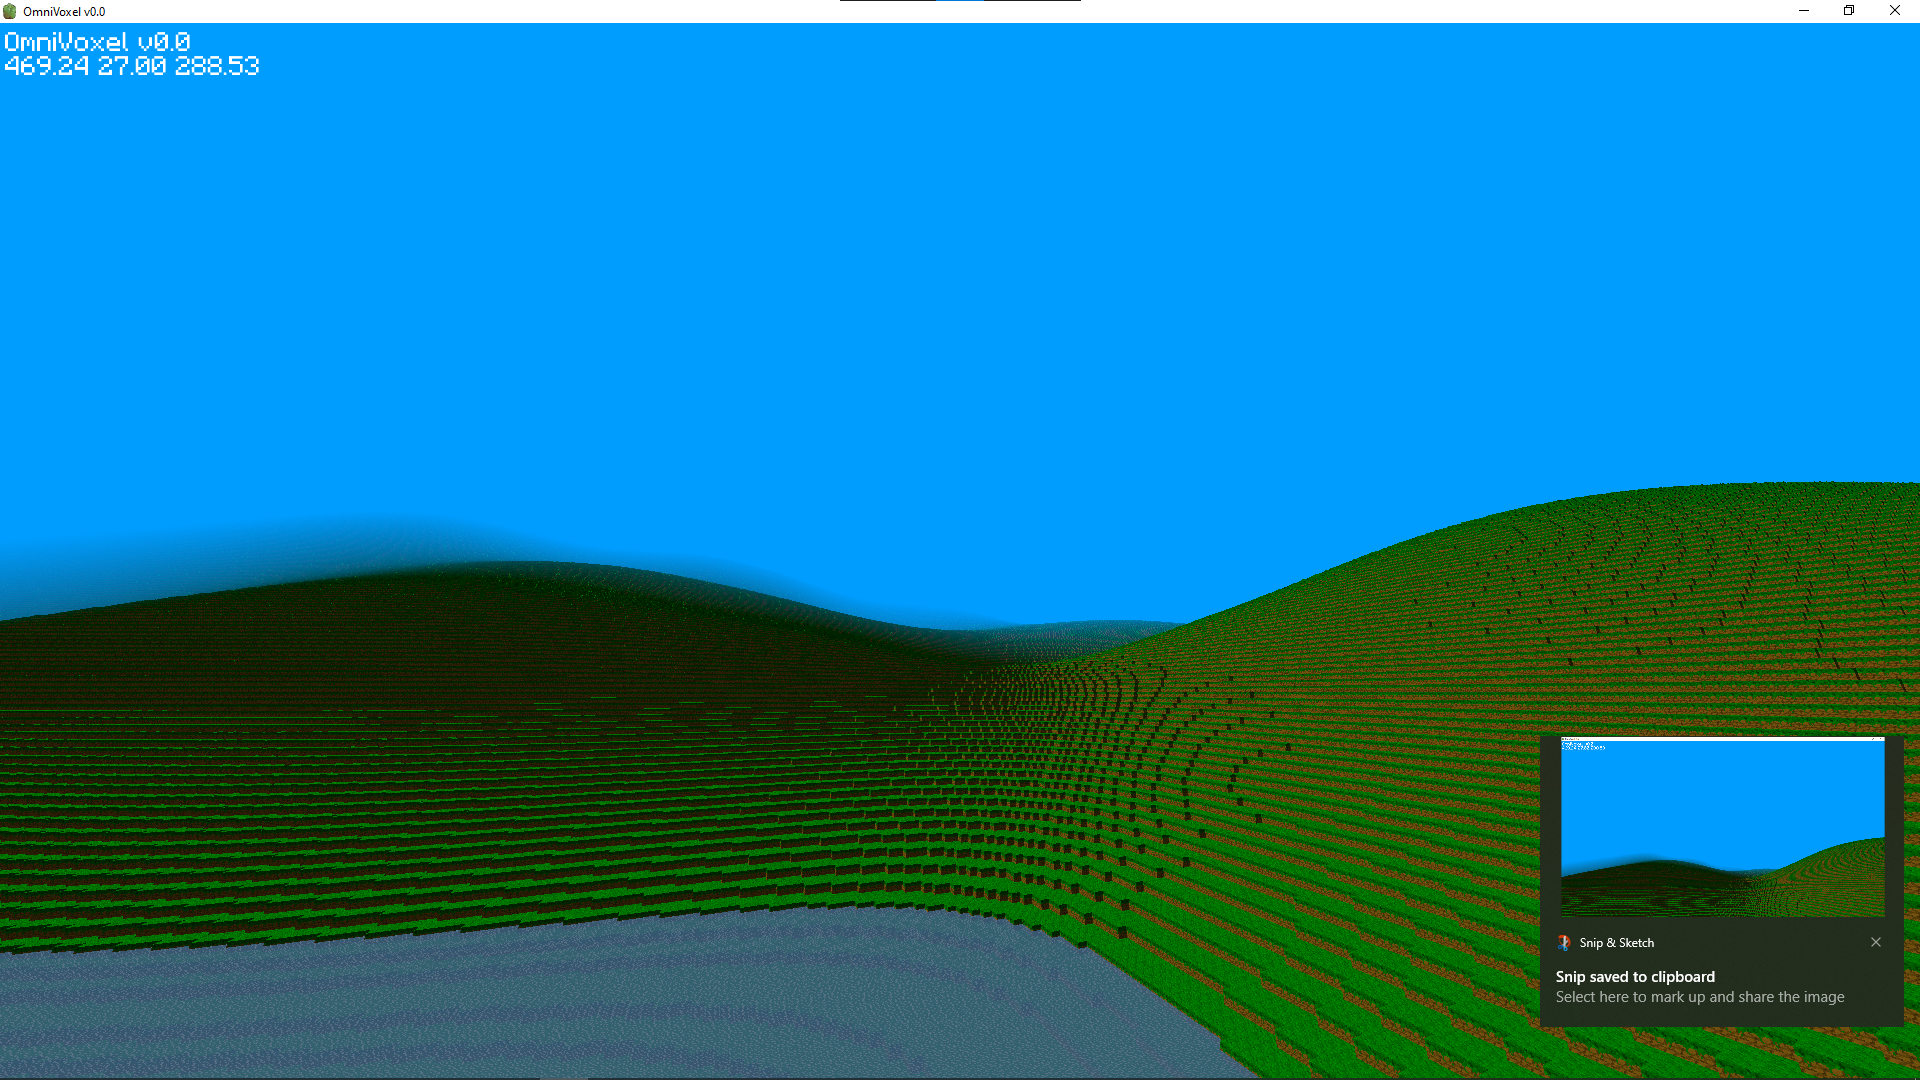 OmniVoxel v0.0
OmniVoxel v0.0
469.24 27.00 288.53
Snip & Sketch
Snip saved to clipboard
Select here to mark up and share the image